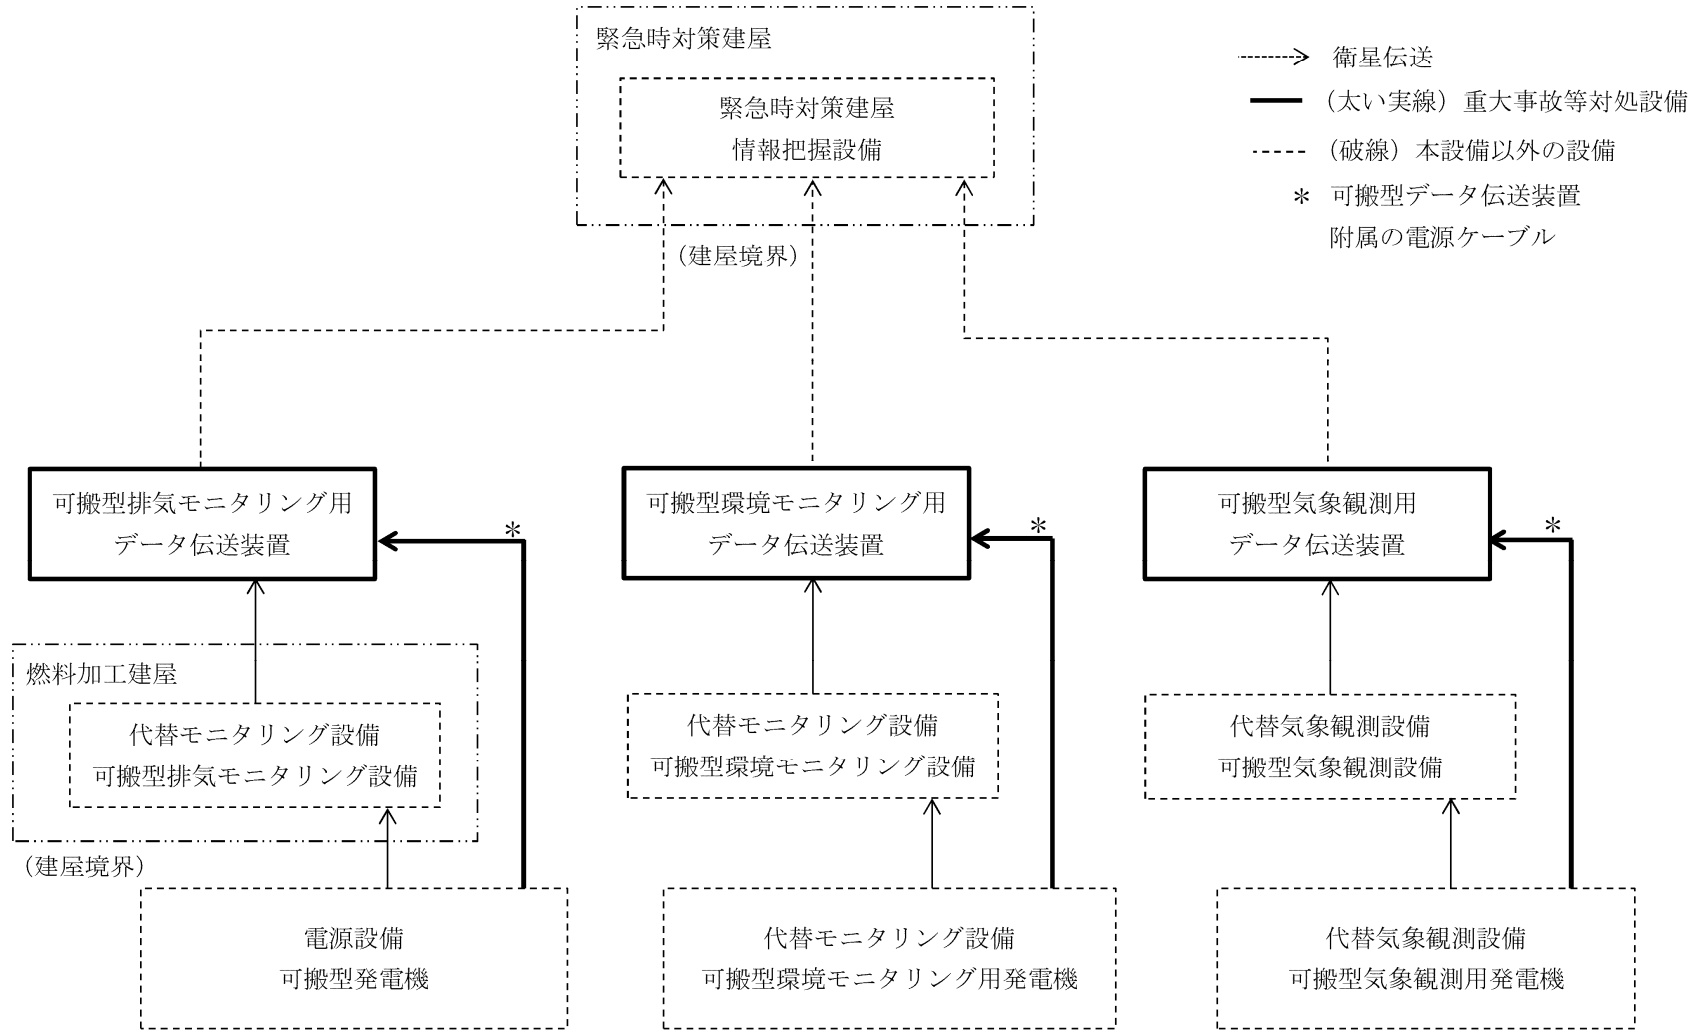 緊急時対策建屋
緊急時対策建屋
情報把握設備
(建屋境界)
衛星伝送
(太い実線)重大事故等対処設備
(破線)本設備以外の設備
＊ 可搬型データ伝送装置
附属の電源ケーブル
可搬型排気モニタリング用
データ伝送装置
＊
可搬型環境モニタリング用
データ伝送装置
＊
可搬型気象観測用
データ伝送装置
＊
燃料加工建屋
代替モニタリング設備
可搬型排気モニタリング設備
(建屋境界)
代替モニタリング設備
可搬型環境モニタリング設備
代替気象観測設備
可搬型気象観測設備
電源設備
可搬型発電機
代替モニタリング設備
可搬型環境モニタリング用発電機
代替気象観測設備
可搬型気象観測用発電機